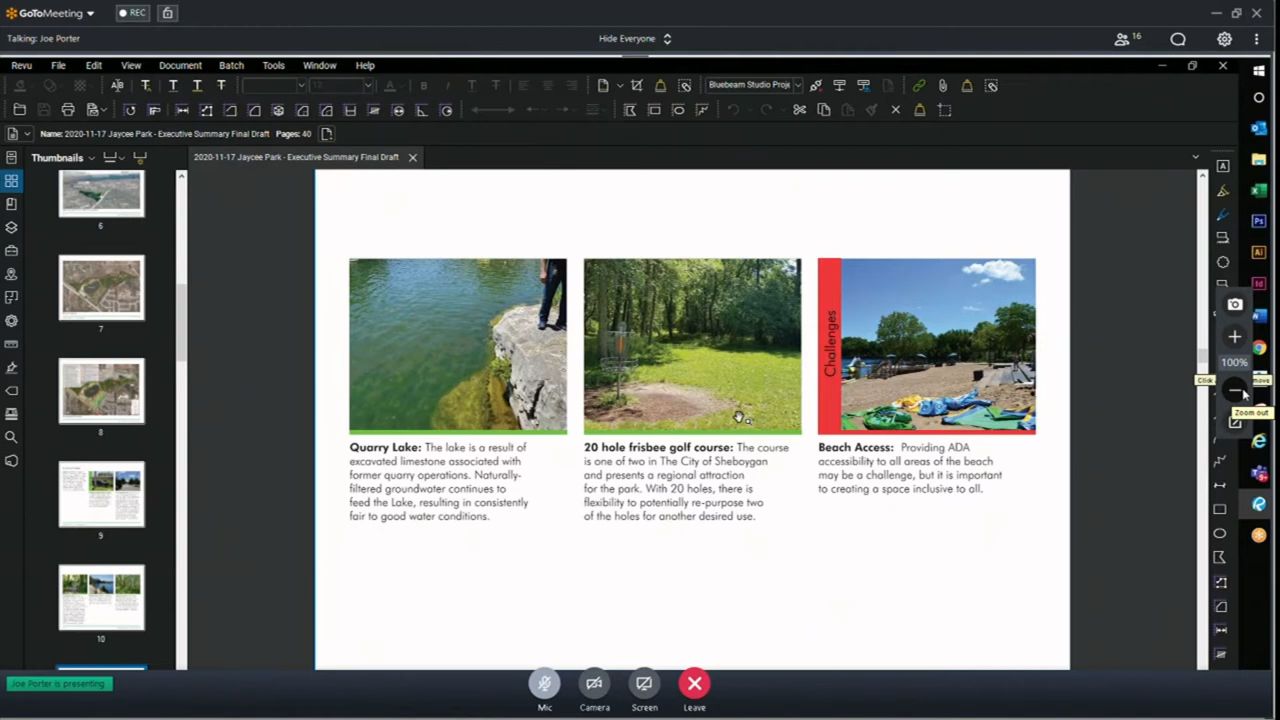 GoToMeeting
REC
Talking: Joe Porter
Hide Everyone
16
Revu File Edit View Document Batch Tools Window Help
12
Bluebeam Studio Proje
Name: 2020-11-17 Jaycee Park - Executive Summary Final Draft Pages: 40
Thumbnails
2020-11-17 Jaycee Park - Executive Summary Final Draft
6
7
8
9
10
Challenges
Quarry Lake: The lake is a result of
excavated limestone associated with
former quarry operations. Naturally-
filtered groundwater continues to
feed the Lake, resulting in consistently
fair to good water conditions.
20 hole frisbee golf course: The course
is one of two in The City of Sheboygan
and presents a regional attraction
for the park. With 20 holes, there is
flexibility to potentially re-purpose two
of the holes for another desired use.
Beach Access: Providing ADA
accessibility to all areas of the beach
may be a challenge, but it is important
to creating a space inclusive to all.
100%
Click
move
Zoom out
Joe Porter is presenting
Mic
Camera
Screen
Leave